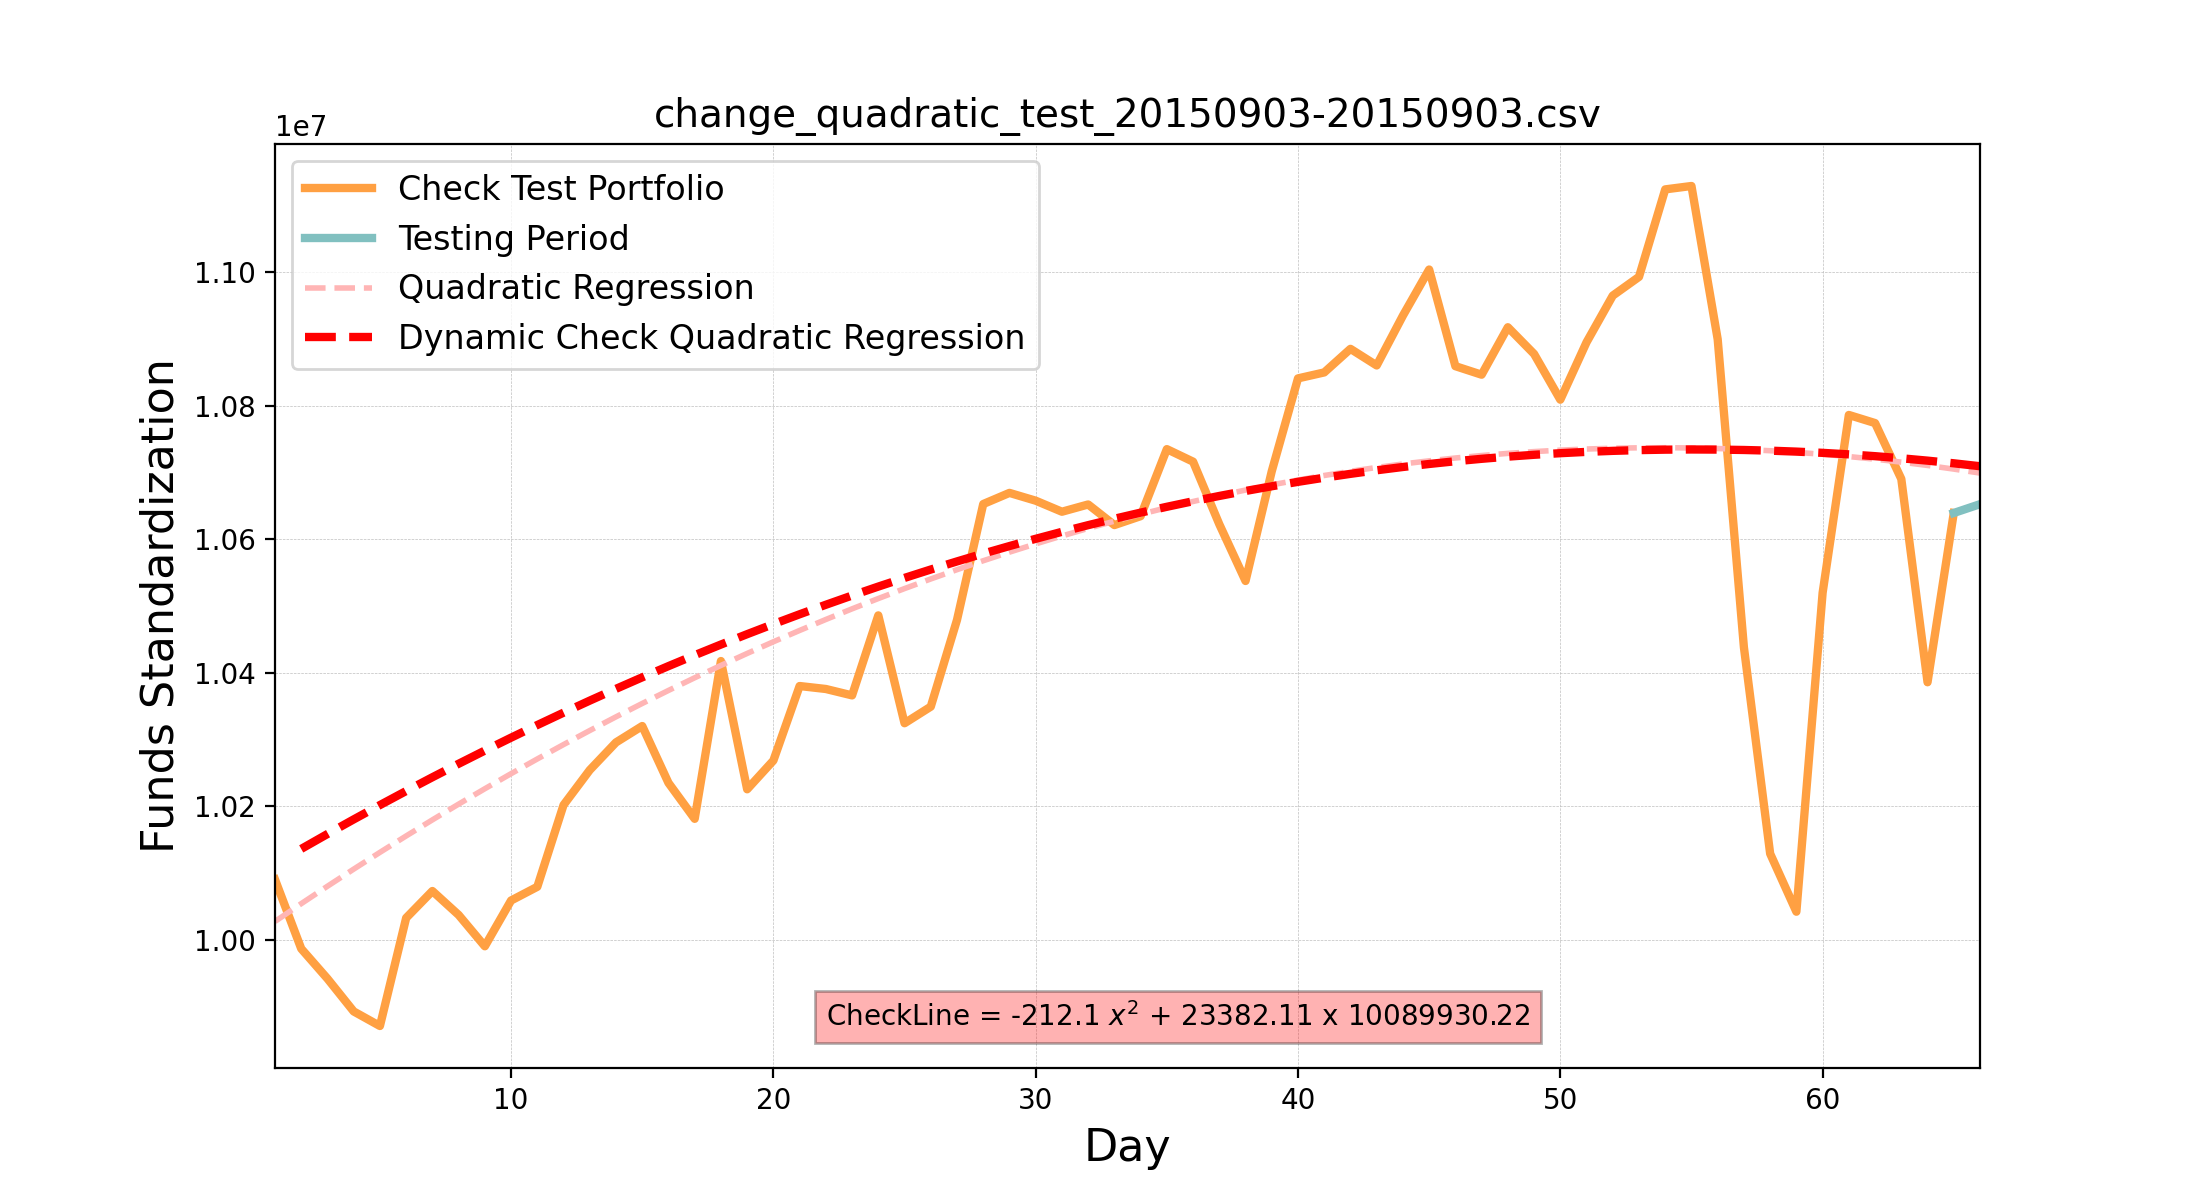 change_quadratic_test_20150903-20150903.csv
1e7
Check Test Portfolio
Testing Period
Quadratic Regression
Dynamic Check Quadratic Regression
1.10
1.08
1.06
1.04
1.02
1.00
Funds Standardization
CheckLine = -212.1 x² + 23382.11 x 10089930.22
10 20 30 40 50 60
Day